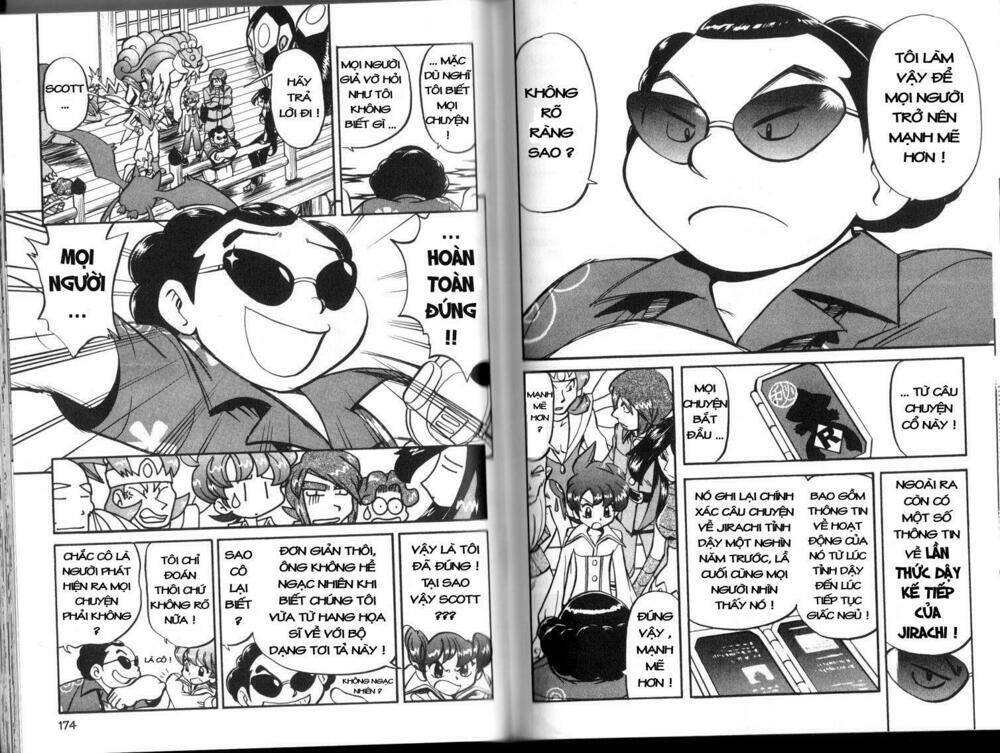 SCOTT
...
HÃY
TRẢ
LỜI ĐI !
MỌI NGƯỜI
GIẢ VỜ HỎI
NHƯ TÔI
KHÔNG
BIẾT GÌ ...
... MẶC
DÙ NGHĨ
TÔI BIẾT
MỌI
CHUYỆN
!
MỌI
NGƯỜI
...
...
HOÀN
TOÀN
ĐÚNG
!!
CHẮC CÔ LÀ
NGƯỜI PHÁT
HIỆN RA MỌI
CHUYỆN
PHẢI KHÔNG
?
LÁ CÔ !
TÔI CHỈ
ĐOÁN
THÔI CHỨ
KHÔNG RÕ
NỮA !
SAO
CÔ
LẠI
BIẾT
?
ĐƠN GIẢN THÔI,
ÔNG KHÔNG HỀ
NGẠC NHIÊN KHI
BIẾT CHÚNG TÔI
VỪA TỪ HANG HỌA
SĨ VỀ VỚI BỘ
DẠNG TƠI TẢ NÀY !
KHÔNG NGẠC
NHIÊN ?
VẬY LÀ TÔI
ĐÃ ĐÚNG !
TẠI SAO
VẬY SCOTT
???
174
KHÔNG
RÕ
RÀNG
SAO ?
TÔI LÀM
VẬY ĐỂ
MỌI NGƯỜI
TRỞ NÊN
MẠNH MẼ
HƠN !
MẠNH MẼ
HƠN ?
ĐÚNG
VẬY ,
MẠNH
MẼ
HƠN !
MỌI
CHUYỆN
BẮT
ĐẦU ...
R
... TỪ
CÂU
CHUYỆN
CỔ NÀY !
NÓ GHI LẠI CHÍNH
XÁC CÂU CHUYỆN
VỀ JIRACHI TỈNH
DẬY MỘT NGHÌN
NĂM TRƯỚC, LẦ
CUỐI CÙNG MỌI
NGƯỜI NHÌN
THẤY NÓ !
BAO GỒM
THÔNG TIN
VỀ HOẠT
ĐỘNG CỦA
NÓ TỪ LÚC
TỈNH DẬY
ĐẾN LÚC
TIẾP TỤC
GIẤC NGỦ !
NGOÀI RA
CÒN CÓ
MỘT SỐ
THÔNG TIN
VỀ LẦN
THỨC DẬY
KẾ TIẾP
CỦA
JIRACHI !